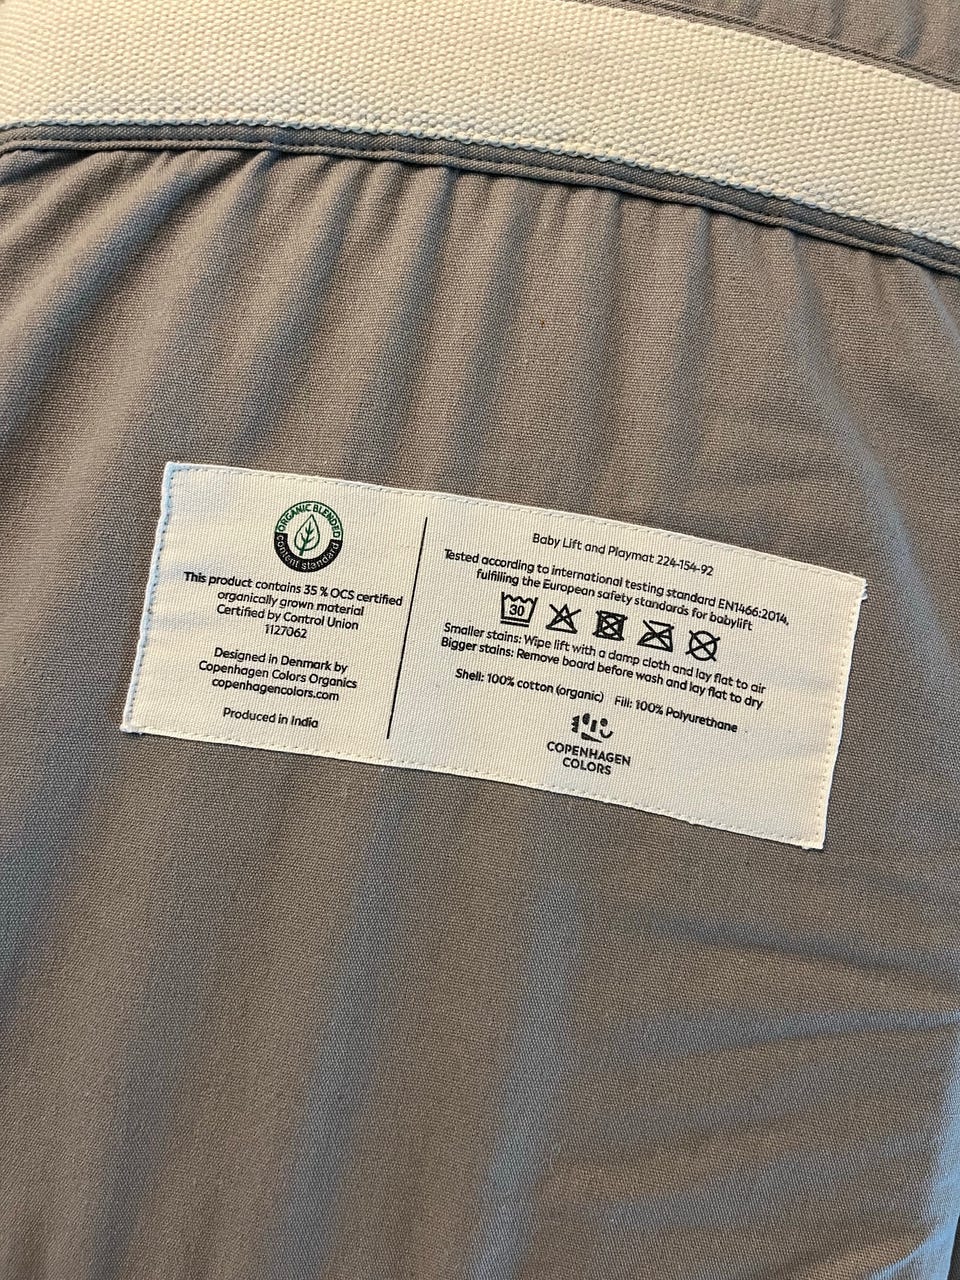 ORGANIC BLENDED
content standard
This product contains 35 % OCS certified
organically grown material
Certified by Control Union
1127062
Designed in Denmark by
Copenhagen Colors Organics
copenhagencolors.com
Produced in India
Baby Lift and Playmat 224-154-92
Tested according to international testing standard EN1466:2014,
fulfilling the European safety standards for babylift
30
Smaller stains: Wipe lift with a damp cloth and lay flat to air
Bigger stains: Remove board before wash and lay flat to dry
Shell: 100% cotton (organic) Fill: 100% Polyurethane
COPENHAGEN
COLORS